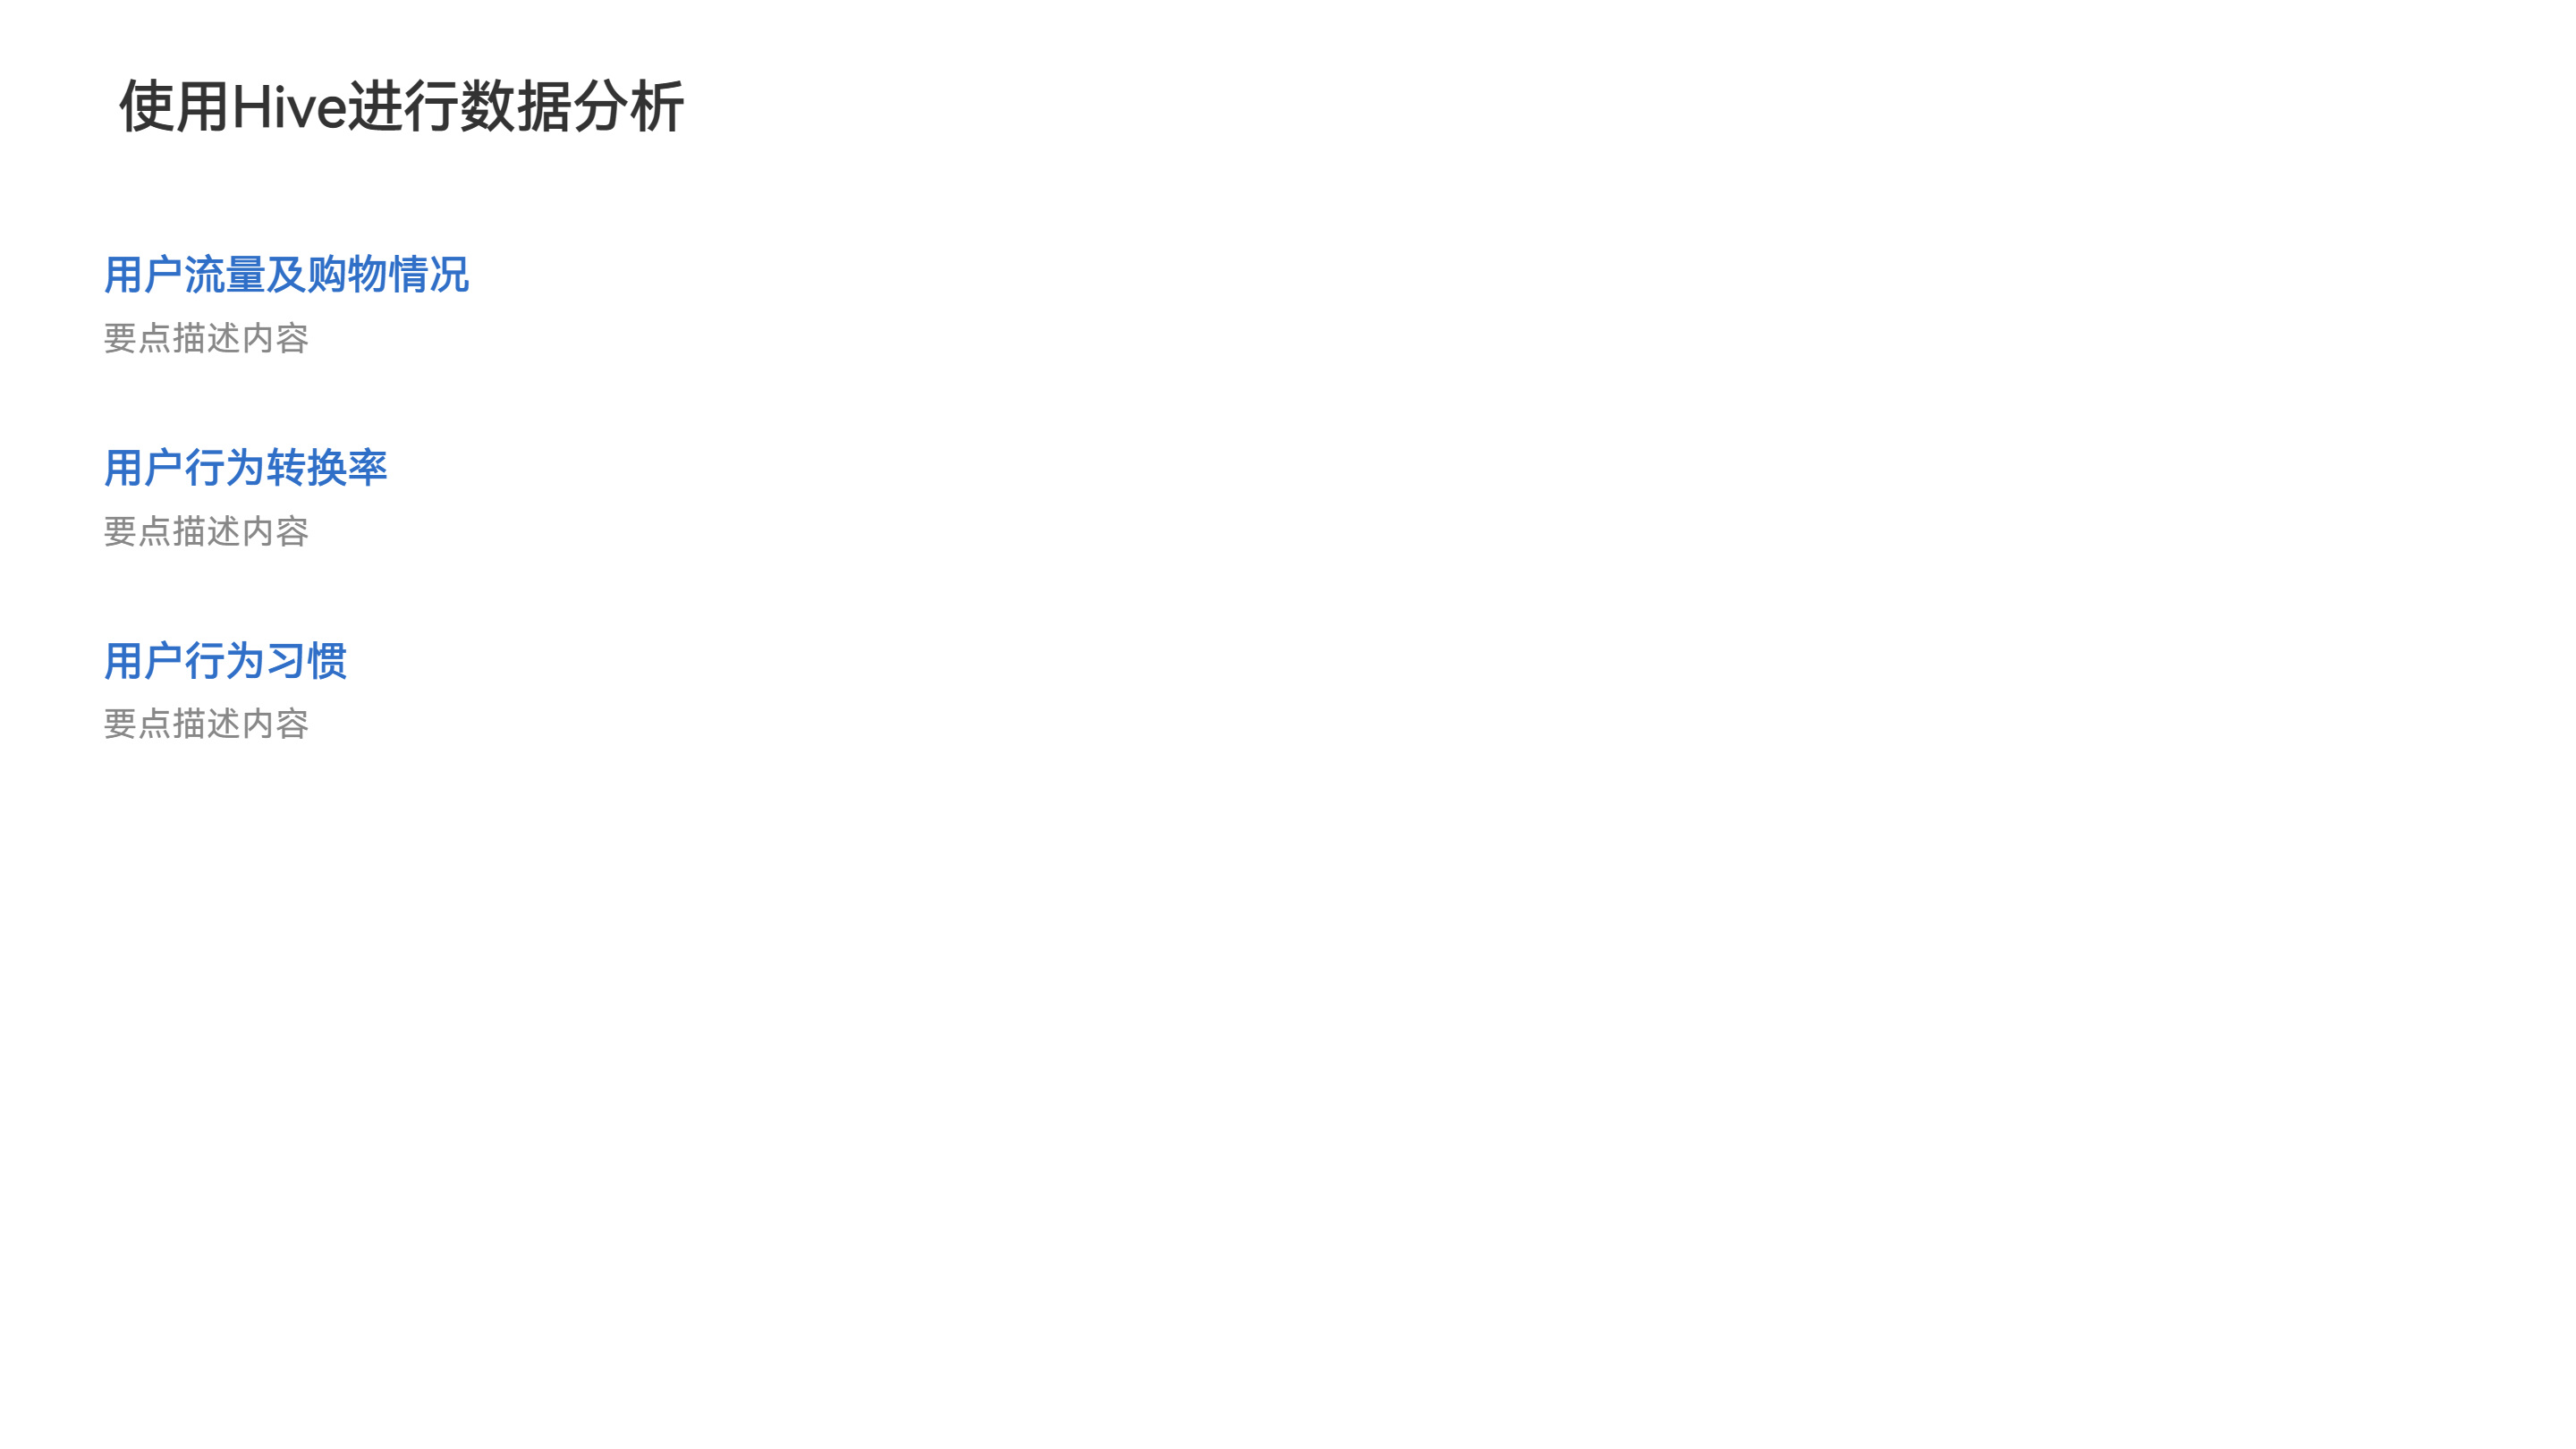 使用Hive进行数据分析
用户流量及购物情况
要点描述内容
用户行为转换率
要点描述内容
用户行为习惯
要点描述内容